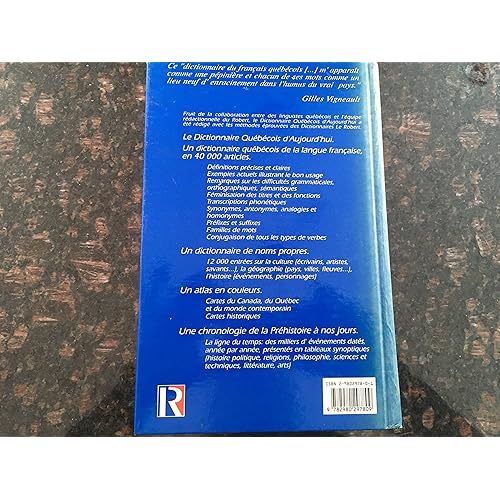 Ce "dictionnaire du français québécois [...] m'apparaît
comme une pépinière et chacun de ses mots comme un
lieu neuf d'enracinement dans l'humus du vrai pays."
Gilles Vigneault
Fruit de la collaboration entre des linguistes québécois et l'équipe
rédactionnelle du Robert, le Dictionnaire Québécois d'Aujourd'hui a
été rédigé avec les méthodes éprouvées des Dictionnaires Le Robert.
Le Dictionnaire Québécois d'Aujourd'hui.
Un dictionnaire québécois de la langue française,
en 40 000 articles.
Définitions précises et claires
Exemples actuels illustrant le bon usage
Remarques sur les difficultés grammaticales,
orthographiques, sémantiques
Féminisation des titres et des fonctions
Transcriptions phonétiques
Synonymes, antonymes, analogies et
homonymes
Préfixes et suffixes
Familles de mots
Conjugaison de tous les types de verbes
Un dictionnaire de noms propres.
12 000 entrées sur la culture (écrivains, artistes,
savants...), la géographie (pays, villes, fleuves...),
l'histoire (événements, personnages)
Un atlas en couleurs.
Cartes du Canada, du Québec
et du monde contemporain
Cartes historiques
Une chronologie de la Préhistoire à nos jours.
La ligne du temps: des milliers d'événements datés,
année par année, présentés en tableaux synoptiques
(histoire politique, religions, philosophie, sciences et
techniques, littérature, arts)
R
ISBN 2-9802978-0-1
9 782980 297809